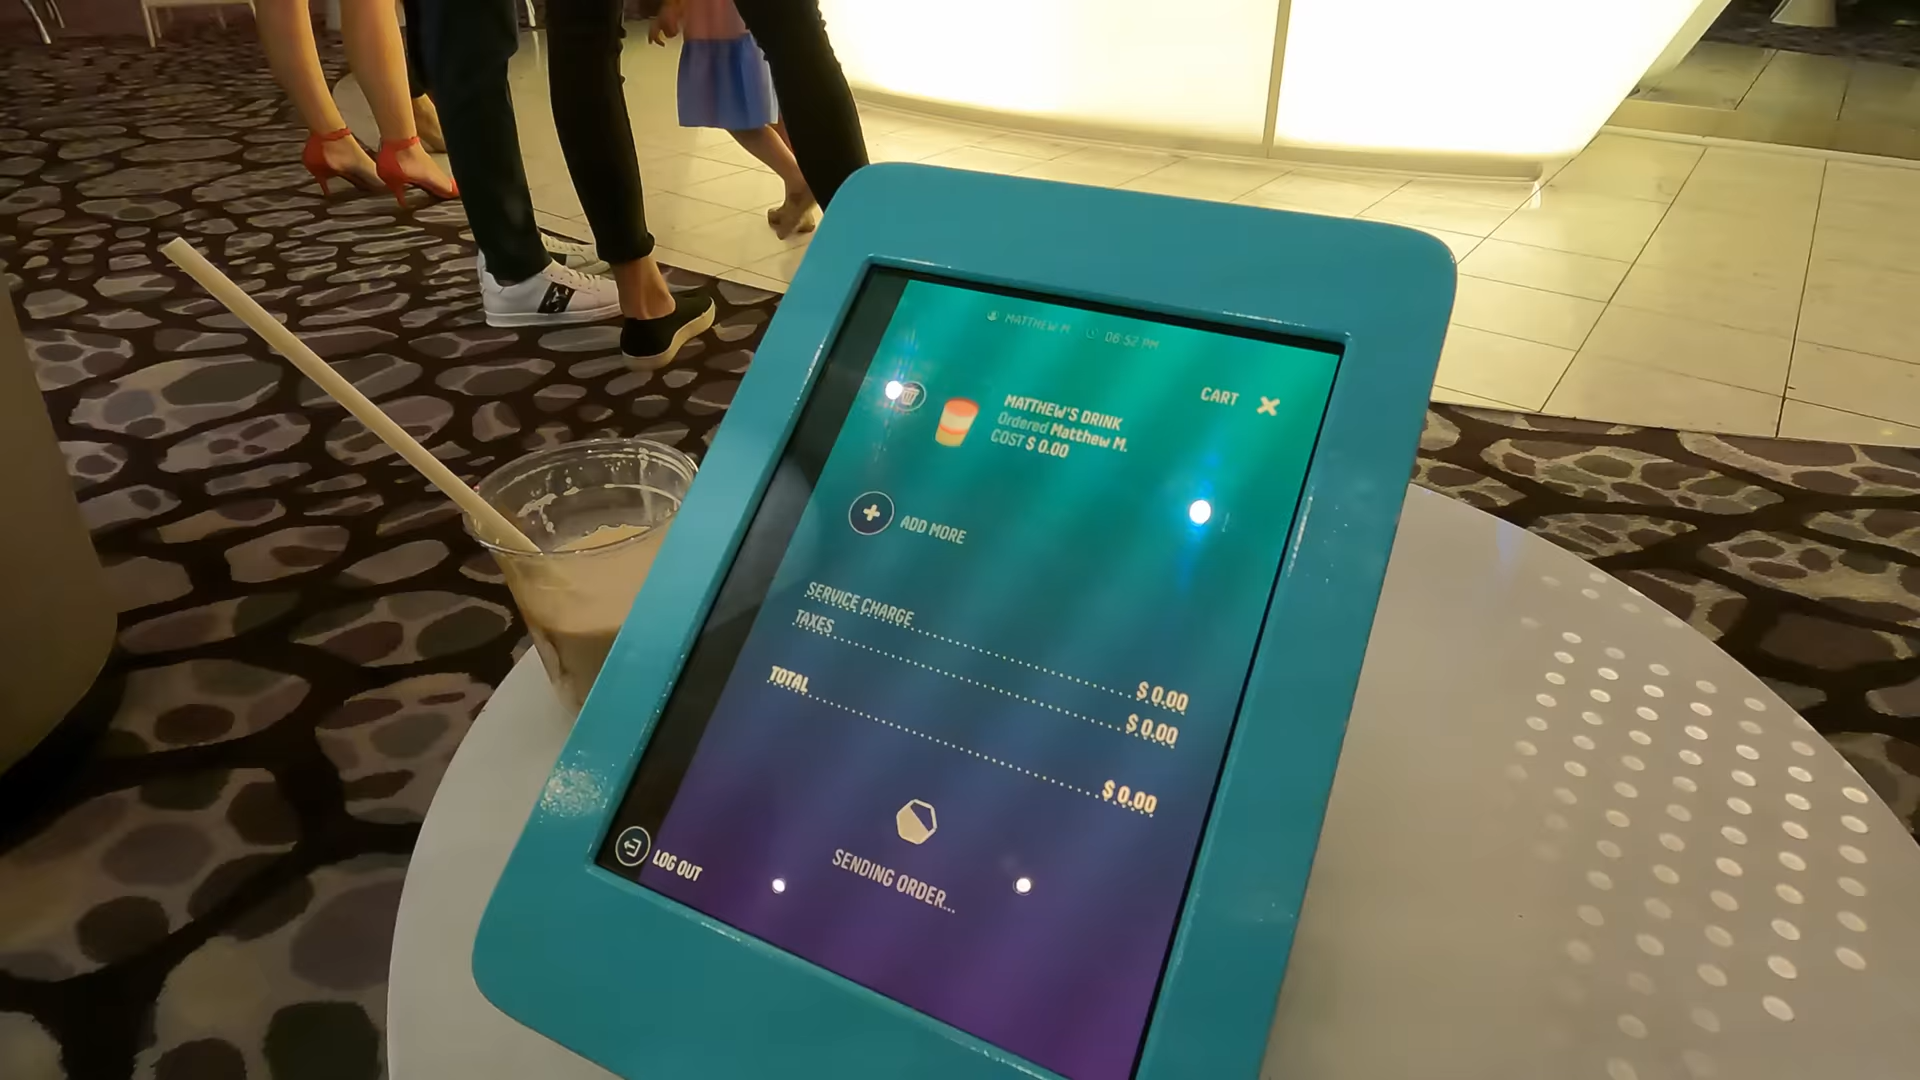 MATTHEW M. 06:52 PM
CART
MATTHEW'S DRINK
Ordered Matthew M.
COST $ 0.00
ADD MORE
SERVICE CHARGE $ 0.00
TAXES $ 0.00
TOTAL $ 0.00
SENDING ORDER...
LOG OUT